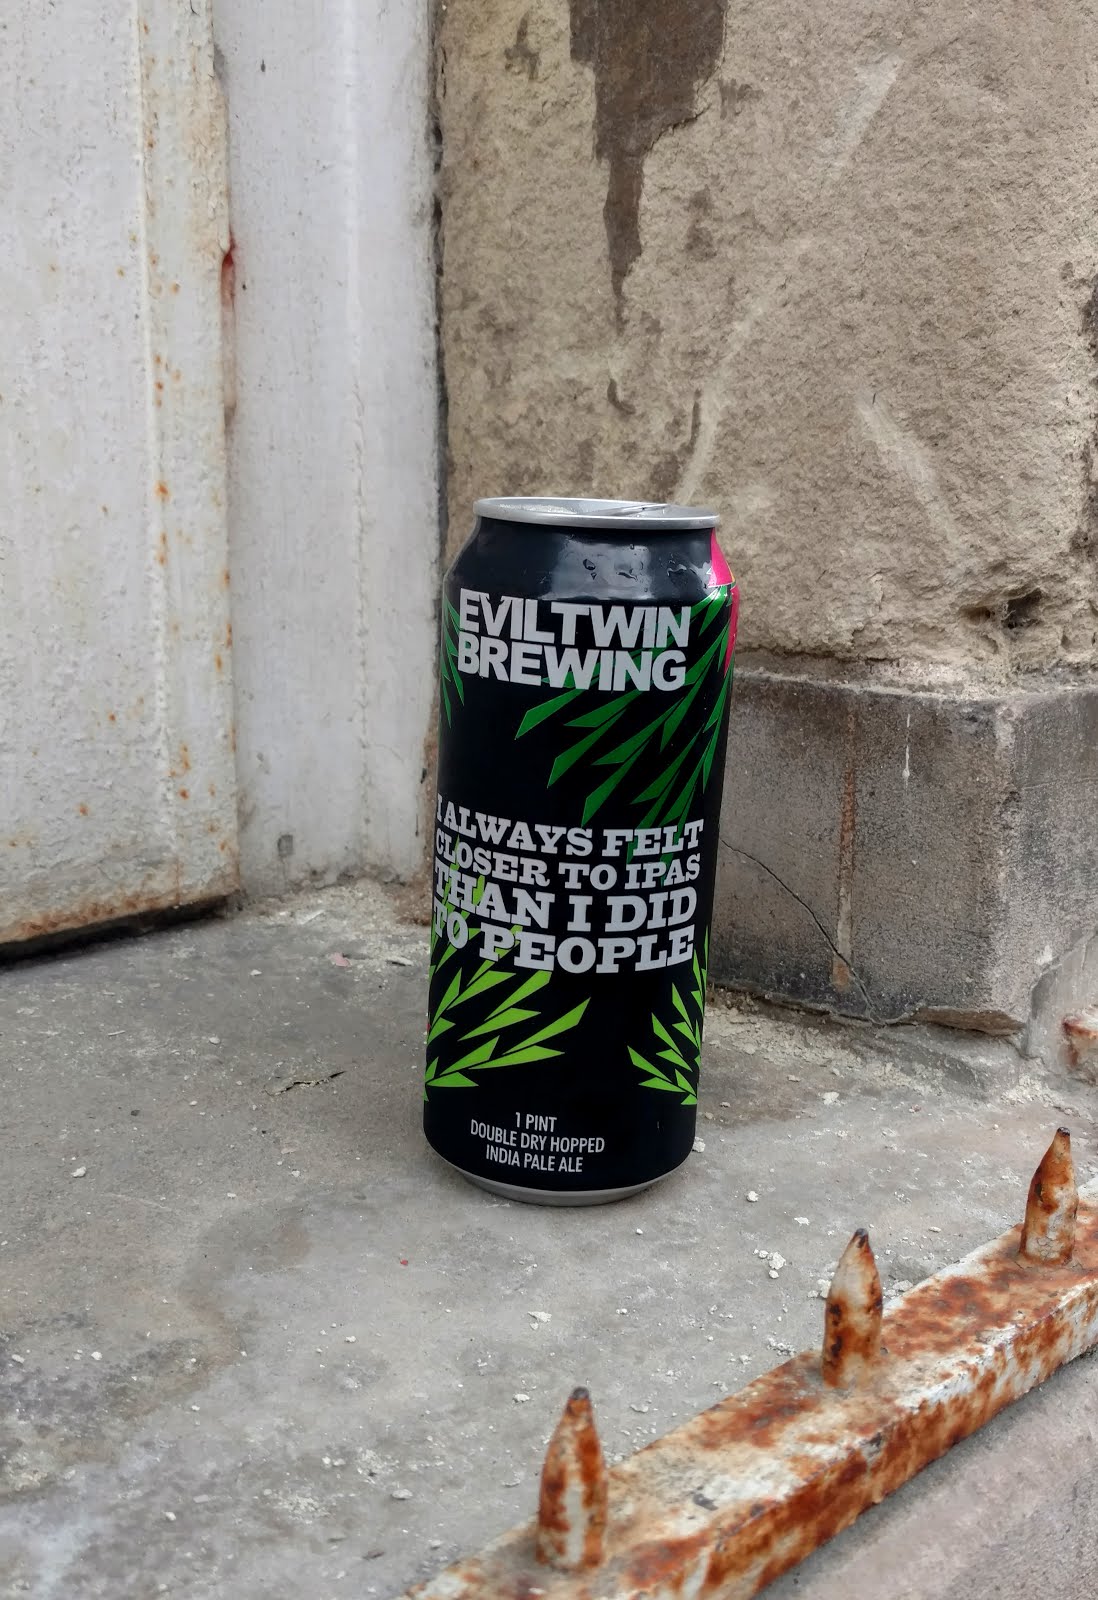 EVILTWIN
BREWING
I ALWAYS FELT
CLOSER TO IPAS
THAN I DID
TO PEOPLE
1 PINT
DOUBLE DRY HOPPED
INDIA PALE ALE